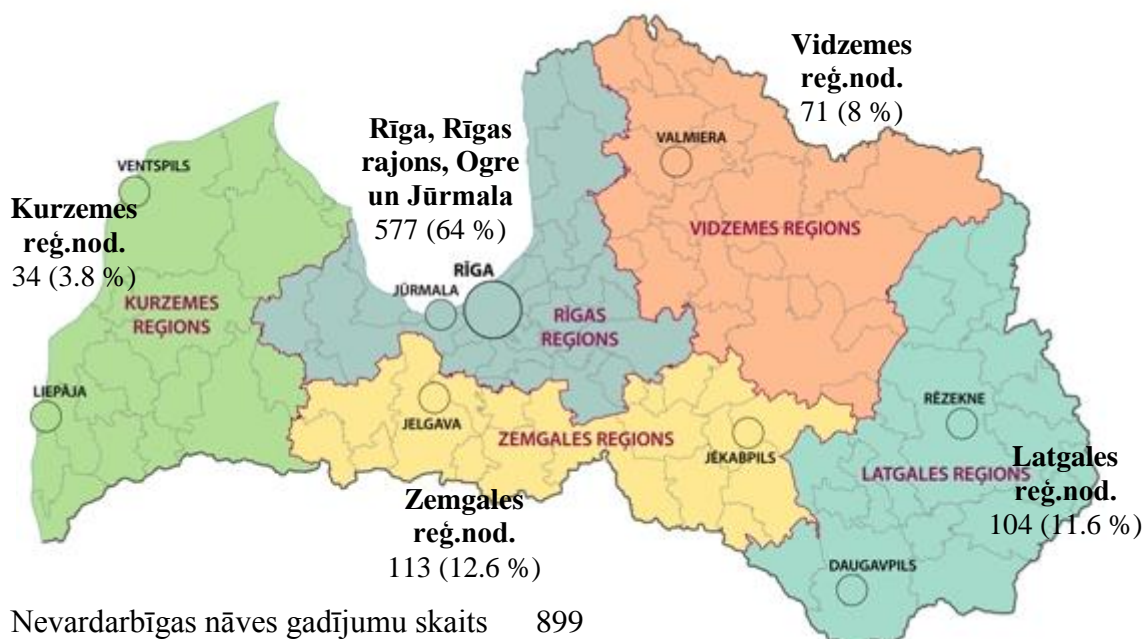 Vidzemes
reģ.nod.
71 (8 %)
Rīga, Rīgas
rajons, Ogre
un Jūrmala
577 (64 %)
VALMIERA
VENTSPILS
Kurzemes
reģ.nod.
34 (3.8 %)
VIDZEMES REĢIONS
RĪGA
JŪRMALA
KURZEMES
REĢIONS
RĪGAS
REĢIONS
LIEPĀJA
RĒZEKNE
JELGAVA
ZEMGALES REĢIONS
JĒKABPILS
LATGALES REĢIONS
Latgales
reģ.nod.
104 (11.6 %)
Zemgales
reģ.nod.
113 (12.6 %)
DAUGAVPILS
Nevardarbīgas nāves gadījumu skaits 899